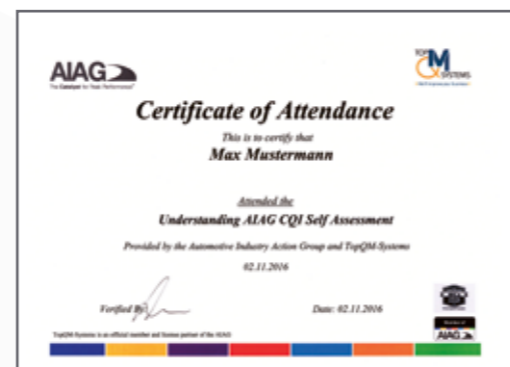 AIAG
The Catalyst for Peak Performance
TOP
QM
SYSTEMS
Certificate of Attendance
This is to certify that
Max Mustermann
Attended the
Understanding AIAG CQI Self Assessment
Provided by the Automotive Industry Action Group and TopQM-Systems
02.11.2016
Verified By
Date: 02.11.2016
TopQM-Systems is an official member and license partner of the AIAG
AIAG